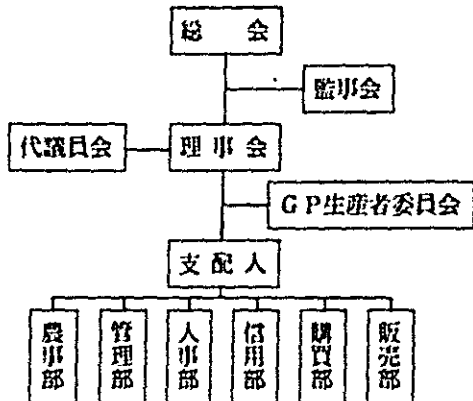 総会
監事会
代議員会
理事会
GP生産者委員会
支配人
農事部
管理部
人事部
信用部
購買部
販売部